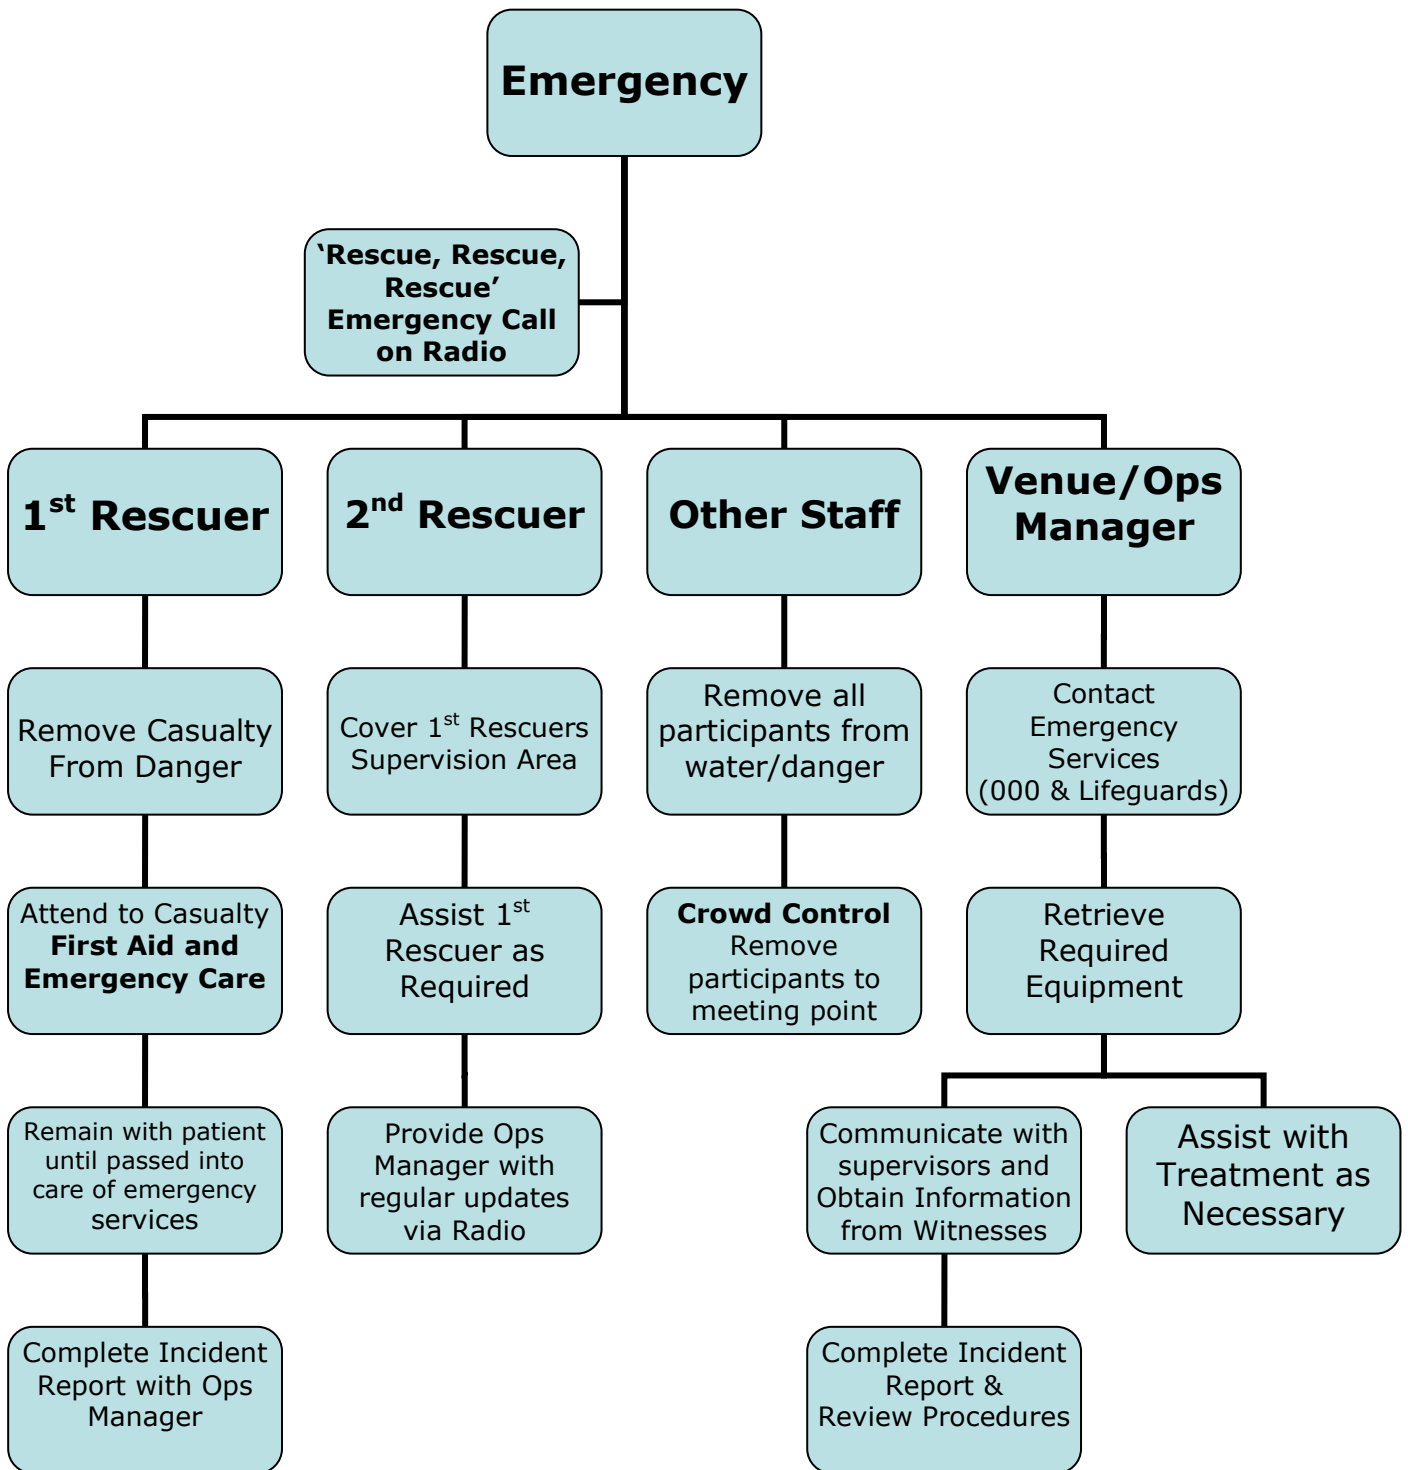 Emergency
‘Rescue, Rescue,
Rescue’
Emergency Call
on Radio
1st Rescuer
2nd Rescuer
Other Staff
Venue/Ops
Manager
Remove Casualty
From Danger
Cover 1st Rescuers
Supervision Area
Remove all
participants from
water/danger
Contact
Emergency
Services
(000 & Lifeguards)
Attend to Casualty
First Aid and
Emergency Care
Assist 1st
Rescuer as
Required
Crowd Control
Remove
participants to
meeting point
Retrieve
Required
Equipment
Remain with patient
until passed into
care of emergency
services
Provide Ops
Manager with
regular updates
via Radio
Communicate with
supervisors and
Obtain Information
from Witnesses
Assist with
Treatment as
Necessary
Complete Incident
Report with Ops
Manager
Complete Incident
Report &
Review Procedures